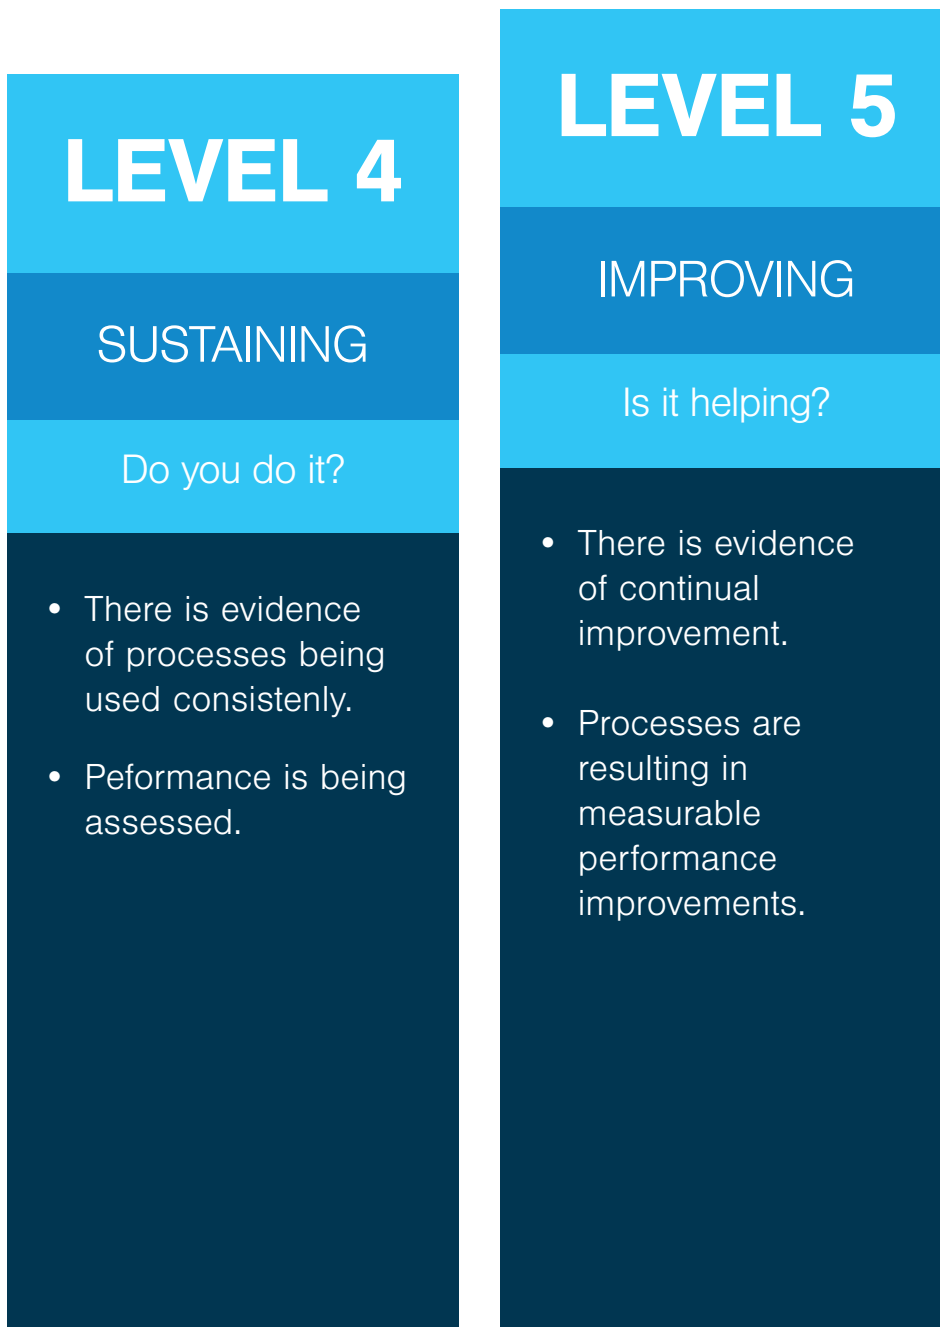 LEVEL 4
SUSTAINING
Do you do it?
• There is evidence
of processes being
used consistenly.
• Peformance is being
assessed.
LEVEL 5
IMPROVING
Is it helping?
• There is evidence
of continual
improvement.
• Processes are
resulting in
measurable
performance
improvements.